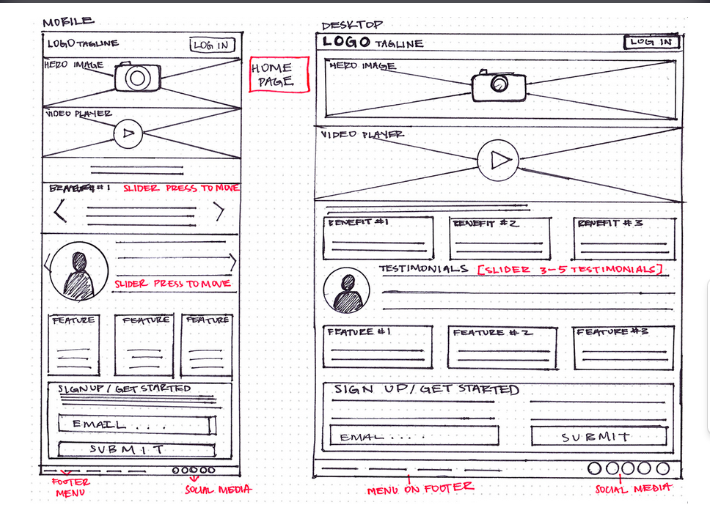 MOBILE
LOGO TAGLINE
LOG IN
HERO IMAGE
VIDEO PLAYER
#1 SLIDER PRESS TO MOVE
SLIDER PRESS TO MOVE
FEATURE FEATURE FEATURE
SIGN UP / GET STARTED
EMAIL . . .
SUBMIT
FOOTER
MENU
SOCIAL MEDIA
HOME
PAGE
DESKTOP
LOGO TAGLINE
LOG IN
HERO IMAGE
VIDEO PLAYER
BENEFIT #1 BENEFIT #2 BENEFIT #3
TESTIMONIALS [SLIDER 3-5 TESTIMONIALS]
FEATURE #1 FEATURE #2 FEATURE #3
SIGN UP / GET STARTED
EMAL . . . .
SUBMIT
MENU ON FOOTER
SOCIAL MEDIA